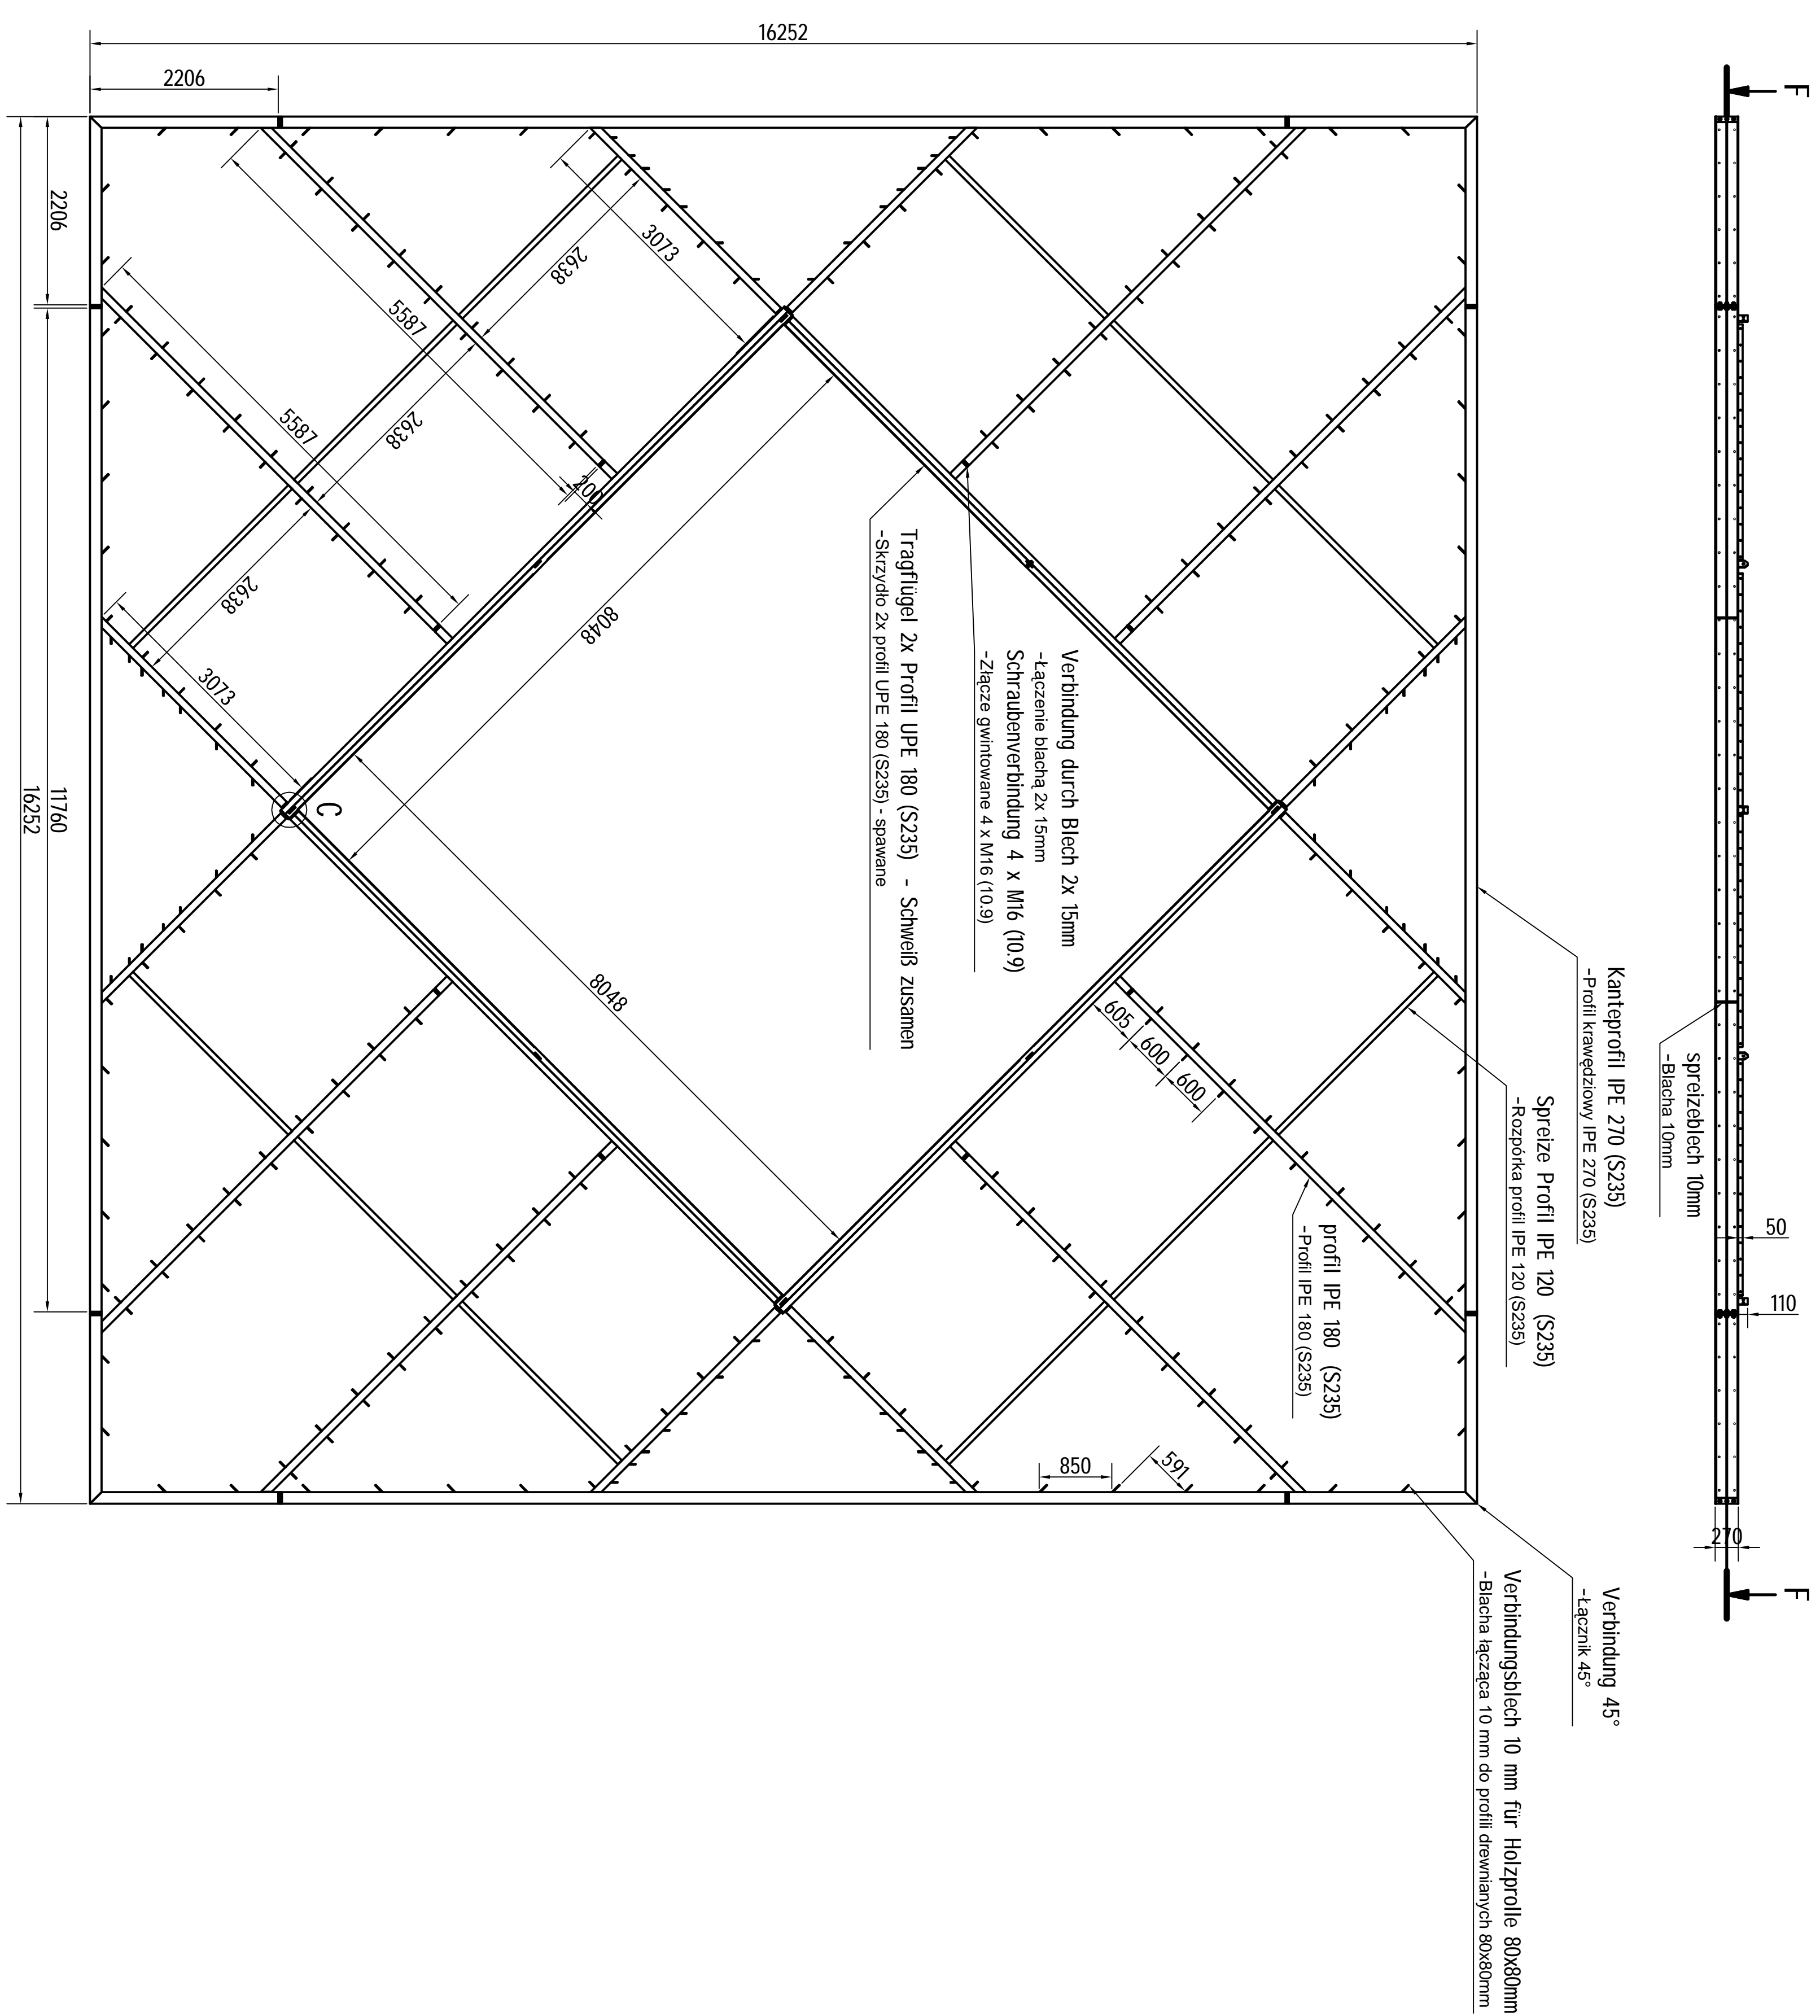 F
F
spreizeblech 10mm
-Blacha 10mm
50
110
270
Kanteprofil IPE 270 (S235)
-Profil krawędziowy IPE 270 (S235)
Spreize Profil IPE 120 (S235)
-Rozpórka profil IPE 120 (S235)
profil IPE 180 (S235)
-Profil IPE 180 (S235)
Verbindung 45°
-Łącznik 45°
Verbindungsblech 10 mm für Holzprolle 80x80mm
-Blacha łącząca 10 mm do profili drewnianych 80x80mm
Verbindung durch Blech 2x 15mm
-Łączenie blachą 2x 15mm
Schraubenverbindung 4 x M16 (10.9)
-Złącze gwintowane 4 x M16 (10.9)
Tragflügel 2x Profil UPE 180 (S235) - Schweiß zusamen
-Skrzydło 2x profil UPE 180 (S235) - spawane
605
600
600
850
591
16252
2206
3073
2638
5587
2638
5587
200
2638
3073
8048
8048
C
2206
11760
16252